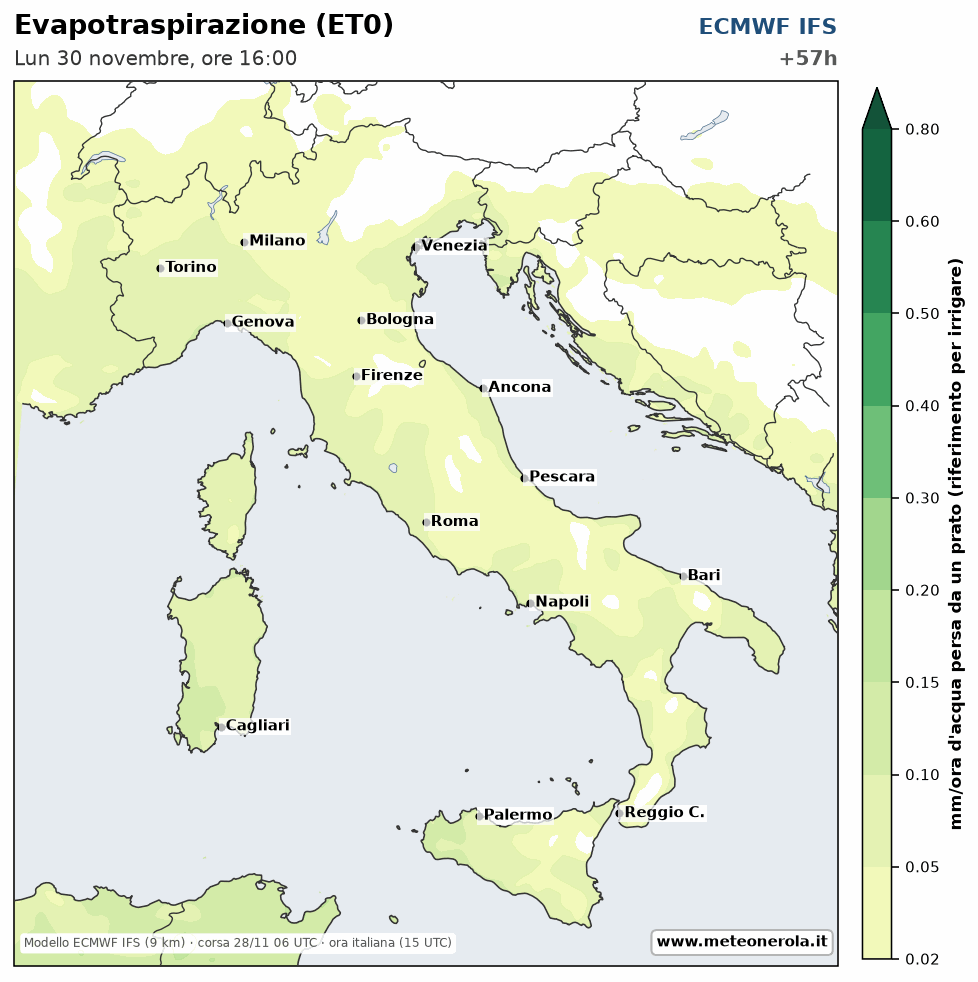 Evapotraspirazione (ET0)
ECMWF IFS
Lun 30 novembre, ore 16:00
+57h
Milano
Venezia
Torino
Genova
Bologna
Firenze
Ancona
Pescara
Roma
Bari
Napoli
Cagliari
Palermo
Reggio C.
0.80
0.60
0.50
0.40
0.30
0.20
0.15
0.10
0.05
0.02
mm/ora d'acqua persa da un prato (riferimento per irrigare)
Modello ECMWF IFS (9 km) · corsa 28/11 06 UTC · ora italiana (15 UTC)
www.meteonerola.it